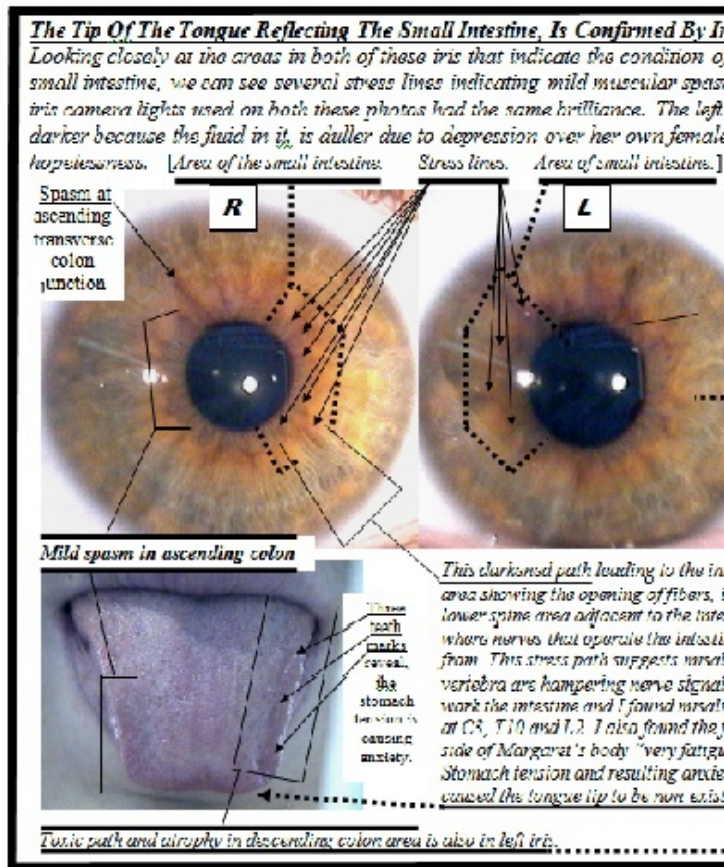 The Tip Of The Tongue Reflecting The Small Intestine, Is Confirmed By
Looking closely at the areas in both of these iris that indicate the condition
small intestine, we can see several stress lines indicating mild muscular
iris camera lights used on both these photos had the same brilliance. The left
darker because the fluid in it, is duller due to depression over her own female
hopelessness. [Area of the small intestine. Stress lines. Area of small intestine.]
Spasm at
ascending
transverse
colon
junction
R
L
Mild spasm in ascending colon
This darkened path leading to the
area showing the opening of fibers,
lower spine area adjacent to the
where nerves that operate the
from. This stress path suggests
vertebra are hampering nerve
work the intestine and I found
at C3, T10 and L2. I also found the
side of Margaret's body "very
Stomach tension and resulting
caused the tongue tip to be
Three
teeth
marks
reveal,
the
stomach
tension is
causing
anxiety.
Toxic path and atrophy in descending colon area is also in left iris.